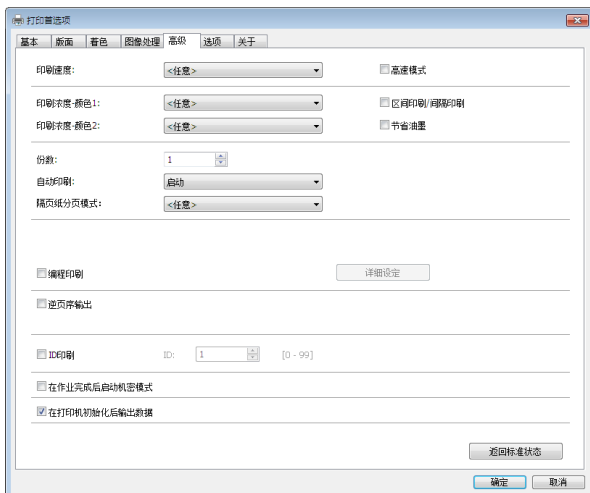 打印首选项
基本 版面 着色 图像处理 高级 选项 关于
印刷速度: <任意> 高速模式
印刷浓度-颜色1: <任意> 区间印刷/间隔印刷
印刷浓度-颜色2: <任意> 节省油墨
份数: 1
自动印刷: 启动
隔页纸分页模式: <任意>
编程印刷 详细设定
逆页序输出
ID印刷 ID: 1 [0 - 99]
在作业完成后启动机密模式
在打印机初始化后输出数据
返回标准状态
确定 取消